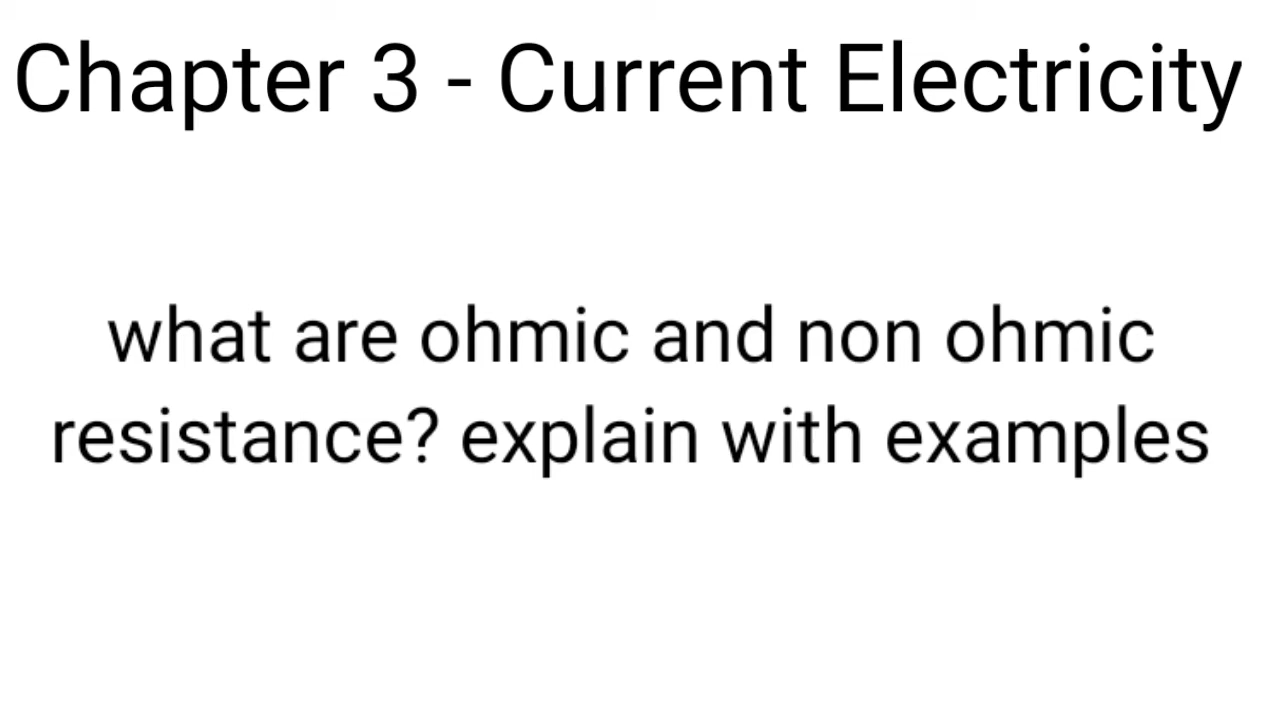 Chapter 3 - Current Electricity
what are ohmic and non ohmic
resistance? explain with examples